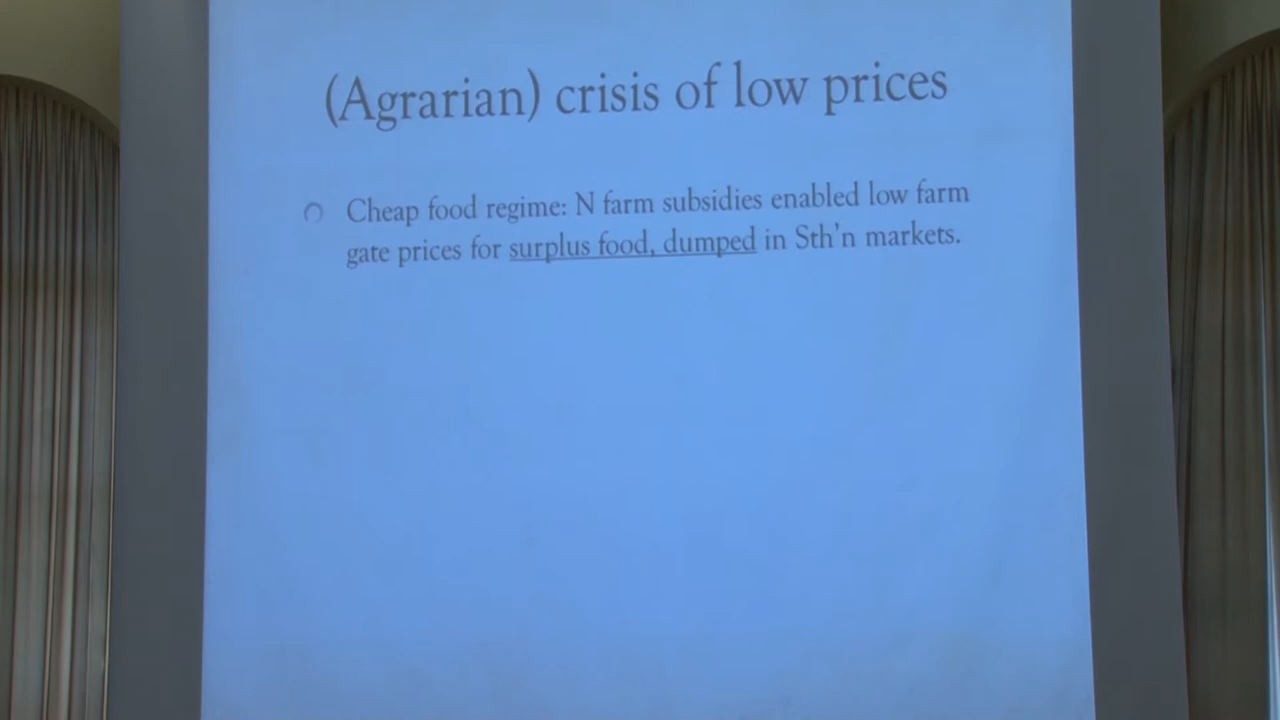 (Agrarian) crisis of low prices
Cheap food regime: N farm subsidies enabled low farm
gate prices for surplus food, dumped in Sth'n markets.